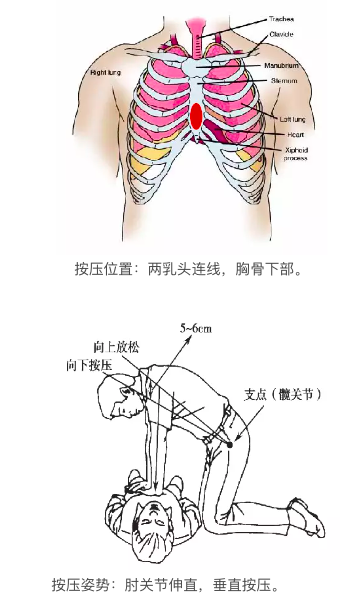 Trachea
Clavicle
Manubrium
Right lung
Sternum
Left lung
Heart
Xiphoid
process
按压位置：两乳头连线，胸骨下部。
5~6cm
向上放松
向下按压
支点（髋关节）
按压姿势：肘关节伸直，垂直按压。